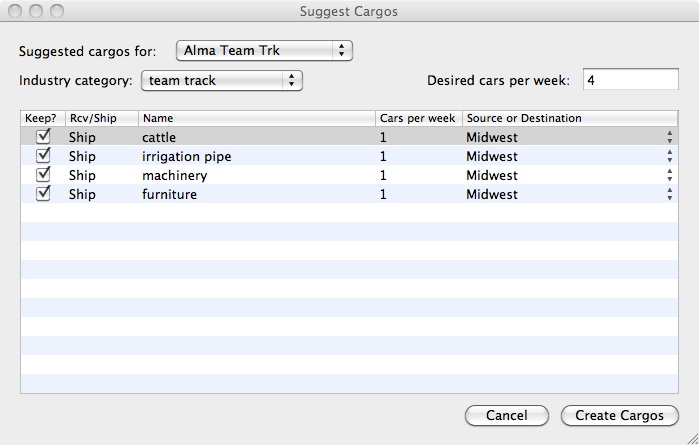 Suggest Cargos
Suggested cargos for: Alma Team Trk
Industry category: team track Desired cars per week: 4
Keep? Rcv/Ship Name Cars per week Source or Destination
Ship cattle 1 Midwest
Ship irrigation pipe 1 Midwest
Ship machinery 1 Midwest
Ship furniture 1 Midwest
Cancel Create Cargos